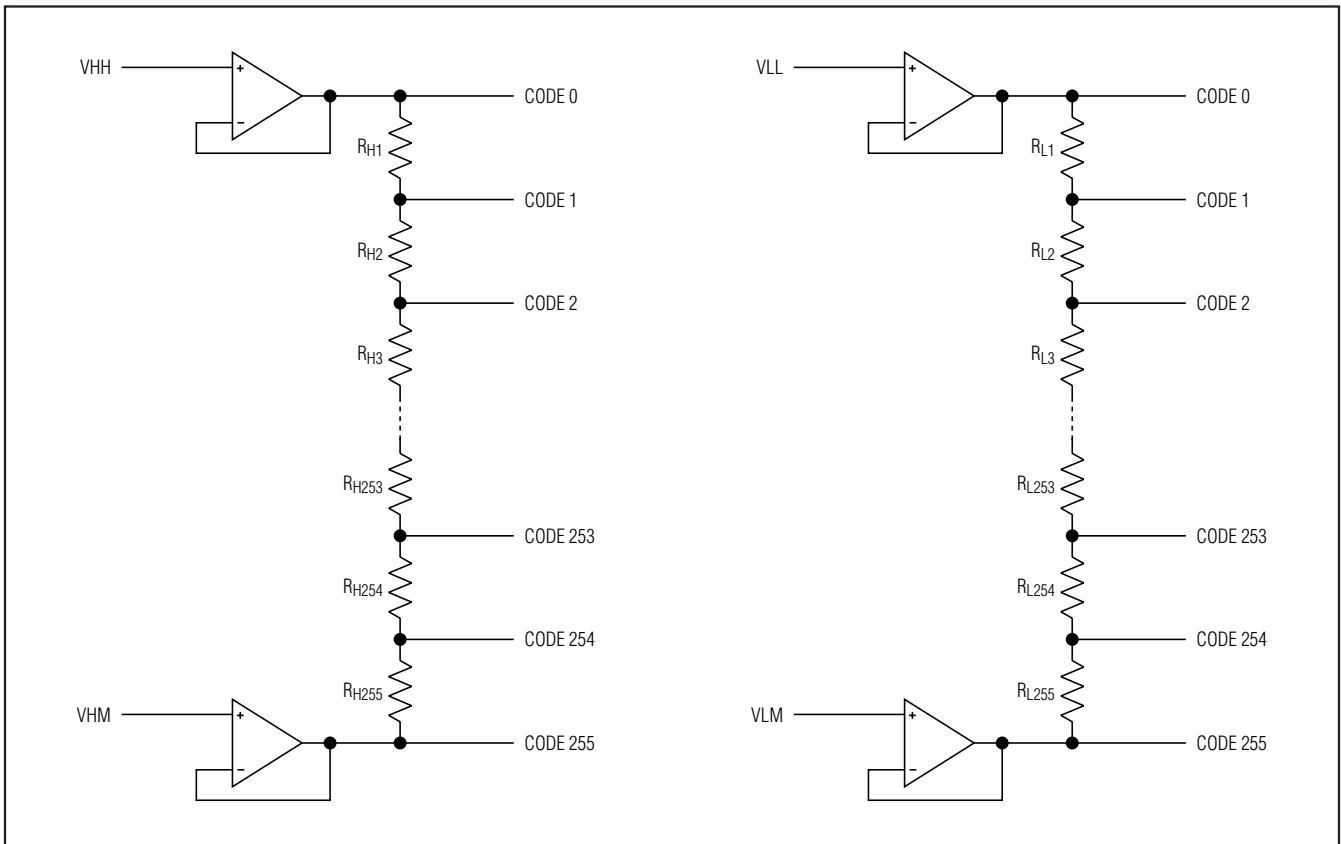 VHH
+
-
CODE 0
RH1
CODE 1
RH2
CODE 2
RH3
RH253
CODE 253
RH254
CODE 254
RH255
VHM
+
-
CODE 255
VLL
+
-
CODE 0
RL1
CODE 1
RL2
CODE 2
RL3
RL253
CODE 253
RL254
CODE 254
RL255
VLM
+
-
CODE 255